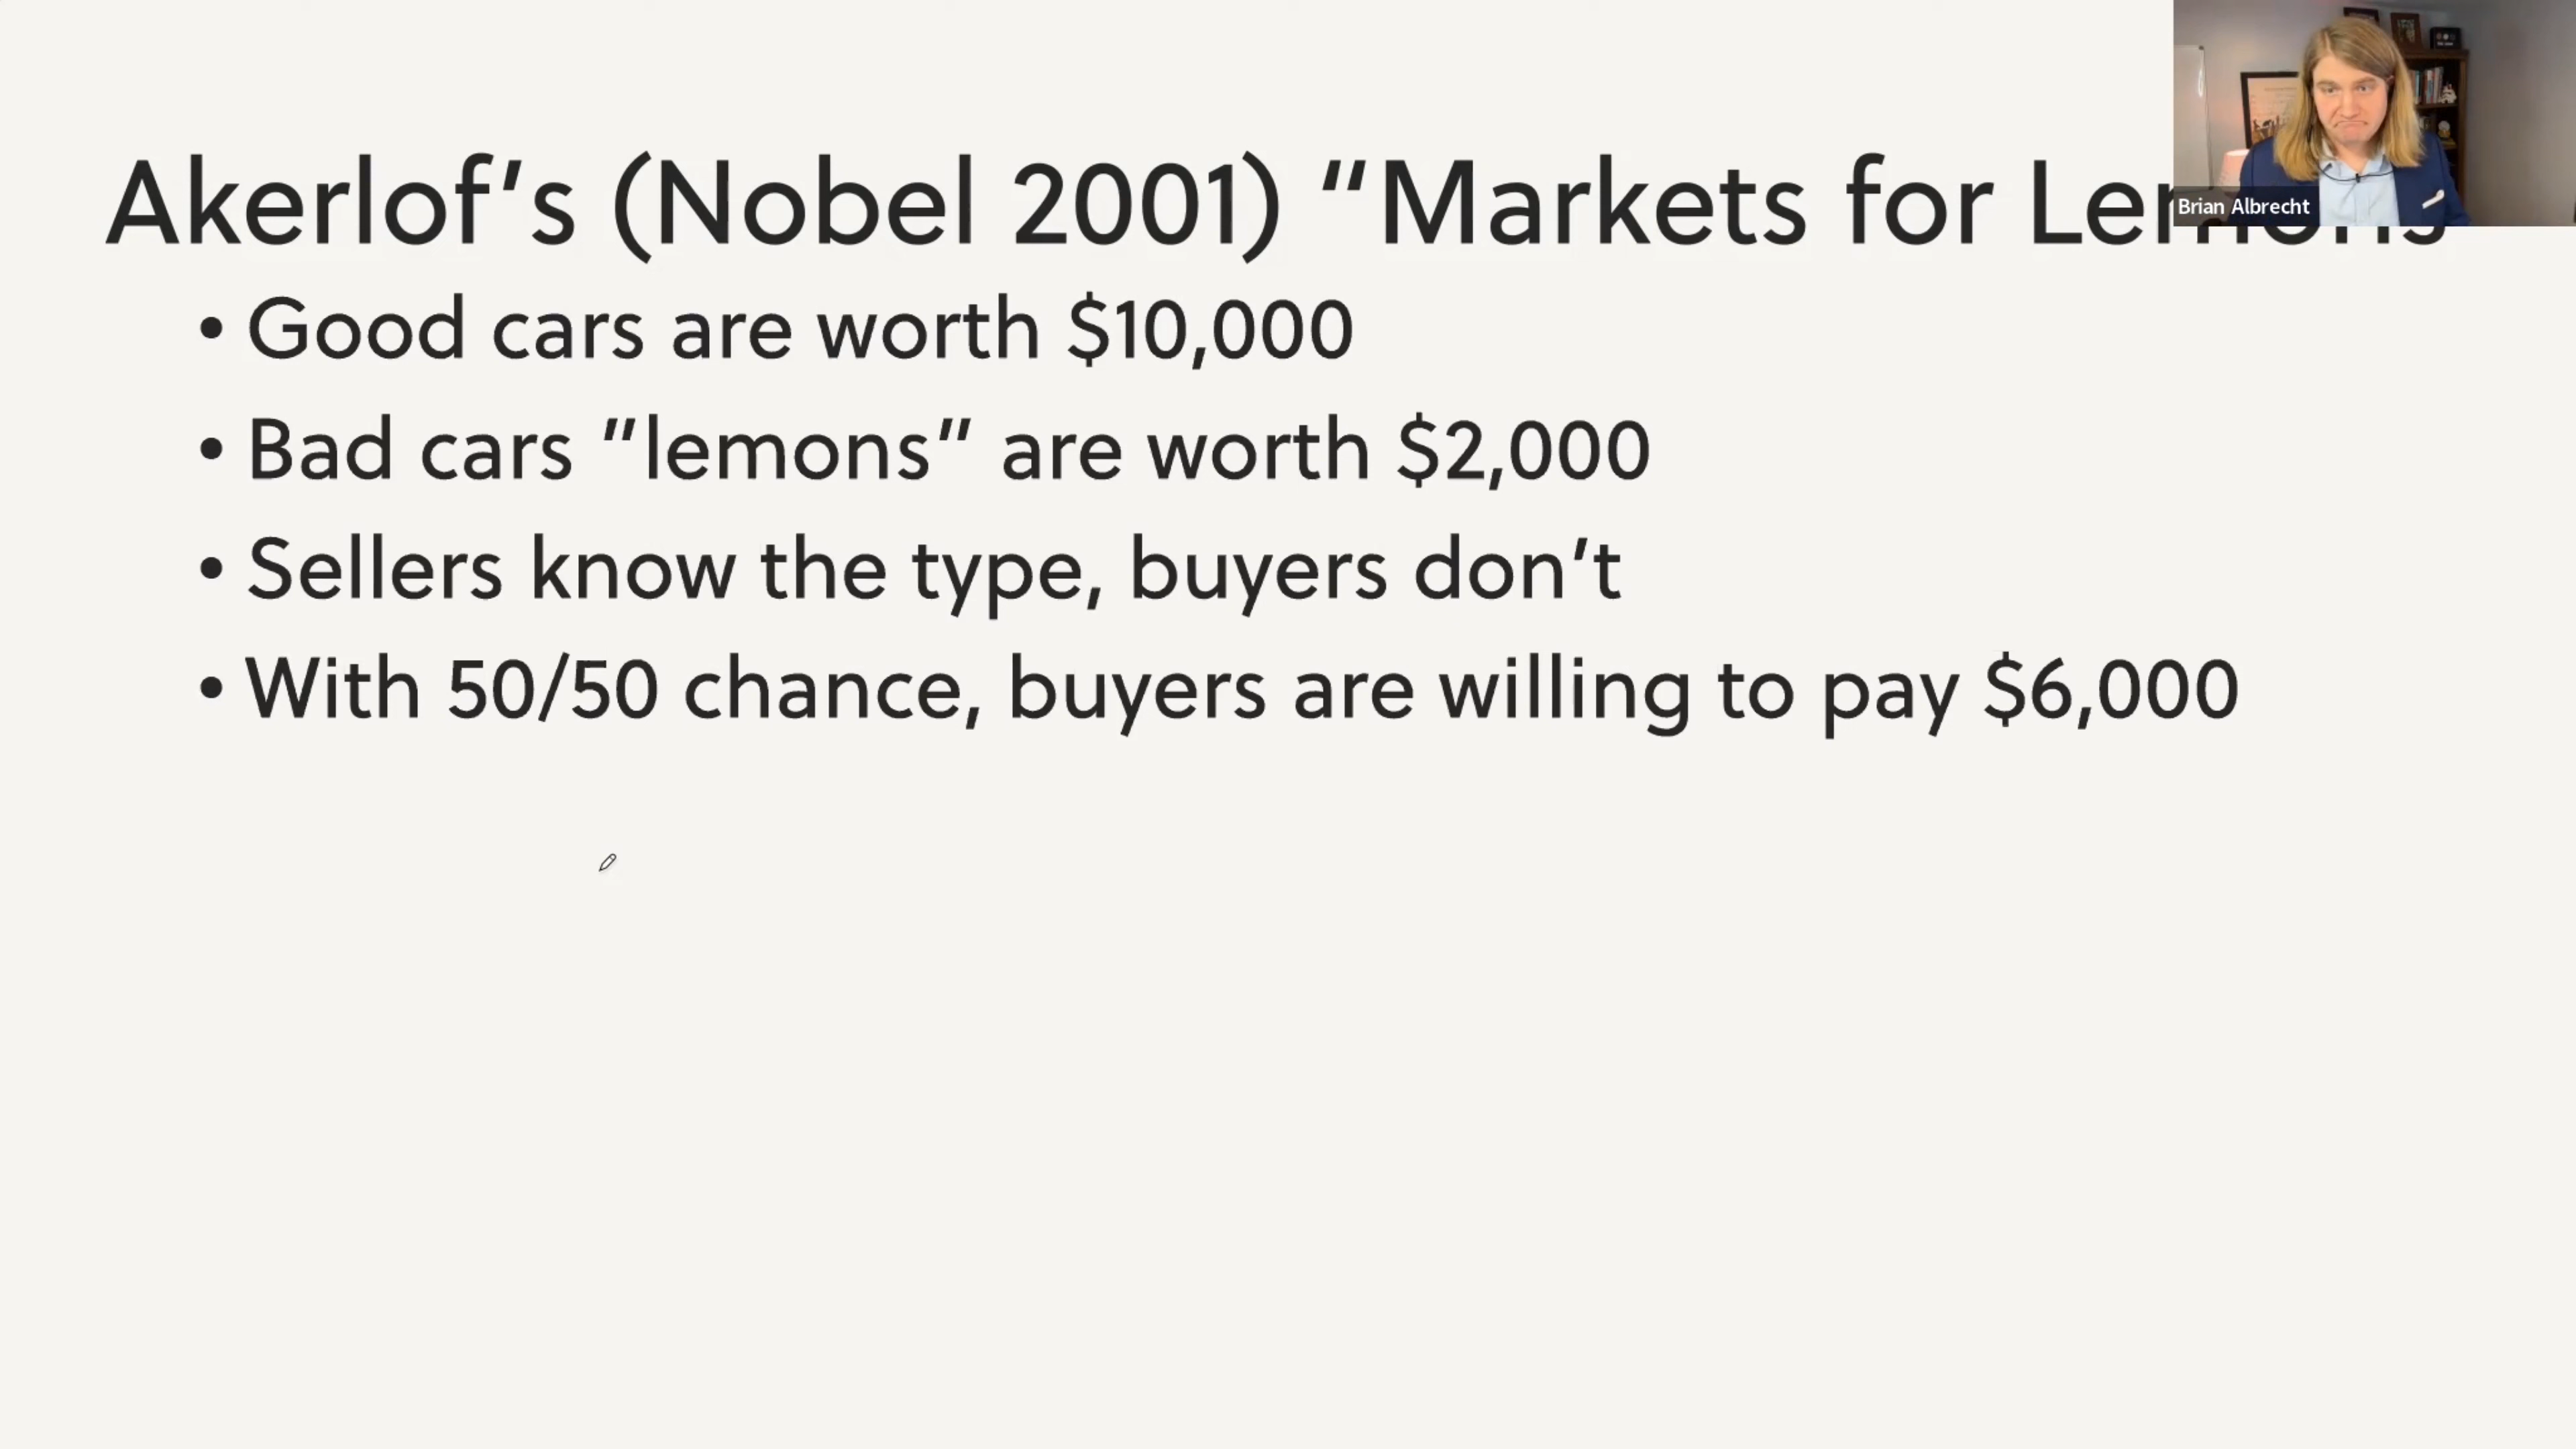 Akerlof's (Nobel 2001) "Markets for Lemons
• Good cars are worth $10,000
• Bad cars "lemons" are worth $2,000
• Sellers know the type, buyers don't
• With 50/50 chance, buyers are willing to pay $6,000
Brian Albrecht